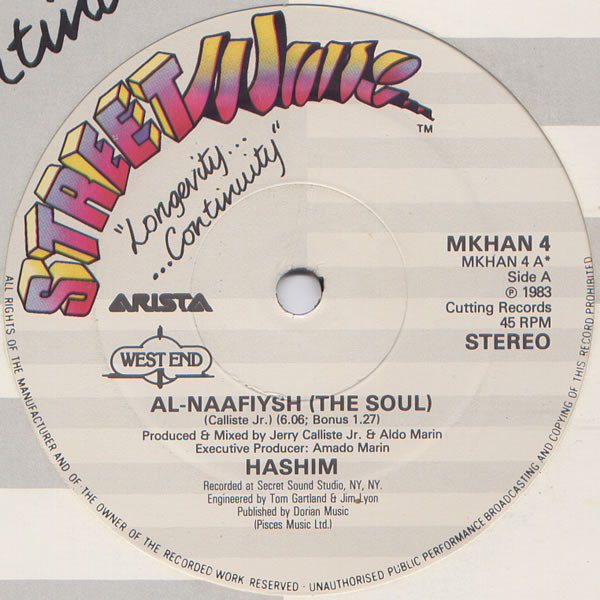 STREETWAVE
TM
"Longevity...
...Continuity"
ARISTA
WEST END
MKHAN 4
MKHAN 4 A*
Side A
℗ 1983
Cutting Records
45 RPM
STEREO
AL-NAAFIYSH (THE SOUL)
(Calliste Jr.) (6.06; Bonus 1.27)
Produced & Mixed by Jerry Calliste Jr. & Aldo Marin
Executive Producer: Amado Marin
HASHIM
Recorded at Secret Sound Studio, NY, NY.
Engineered by Tom Gartland & Jim Lyon
Published by Dorian Music
(Pisces Music Ltd.)
ALL RIGHTS OF THE MANUFACTURER AND OF THE OWNER OF THE RECORDED WORK RESERVED · UNAUTHORISED PUBLIC PERFORMANCE BROADCASTING AND COPYING OF THIS RECORD PROHIBITED